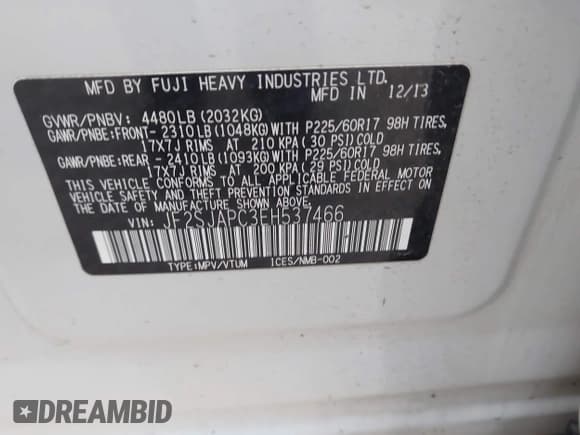 MFD BY FUJI HEAVY INDUSTRIES LTD.
MFD IN 12/13
GVWR/PNBV: 4480LB (2032KG)
GAWR/PNBE:FRONT- 2310LB (1048KG)WITH P225/60R17 98H TIRES,
17X7J RIMS AT 210 KPA ( 30 PSI)COLD
GAWR/PNBE:REAR - 2410LB (1093KG)WITH P225/60R17 98H TIRES,
17X7J RIMS AT 200 KPA ( 29 PSI)COLD
THIS VEHICLE CONFORMS TO ALL APPLICABLE FEDERAL MOTOR
VEHICLE SAFETY AND THEFT PREVENTION STANDARDS IN EFFECT ON
THE DATE OF MANUFACTURE SHOWN ABOVE.
VIN: JF2SJAPC3EH537466
TYPE:MPV/VTUM ICES/NMB-002
DREAMBID